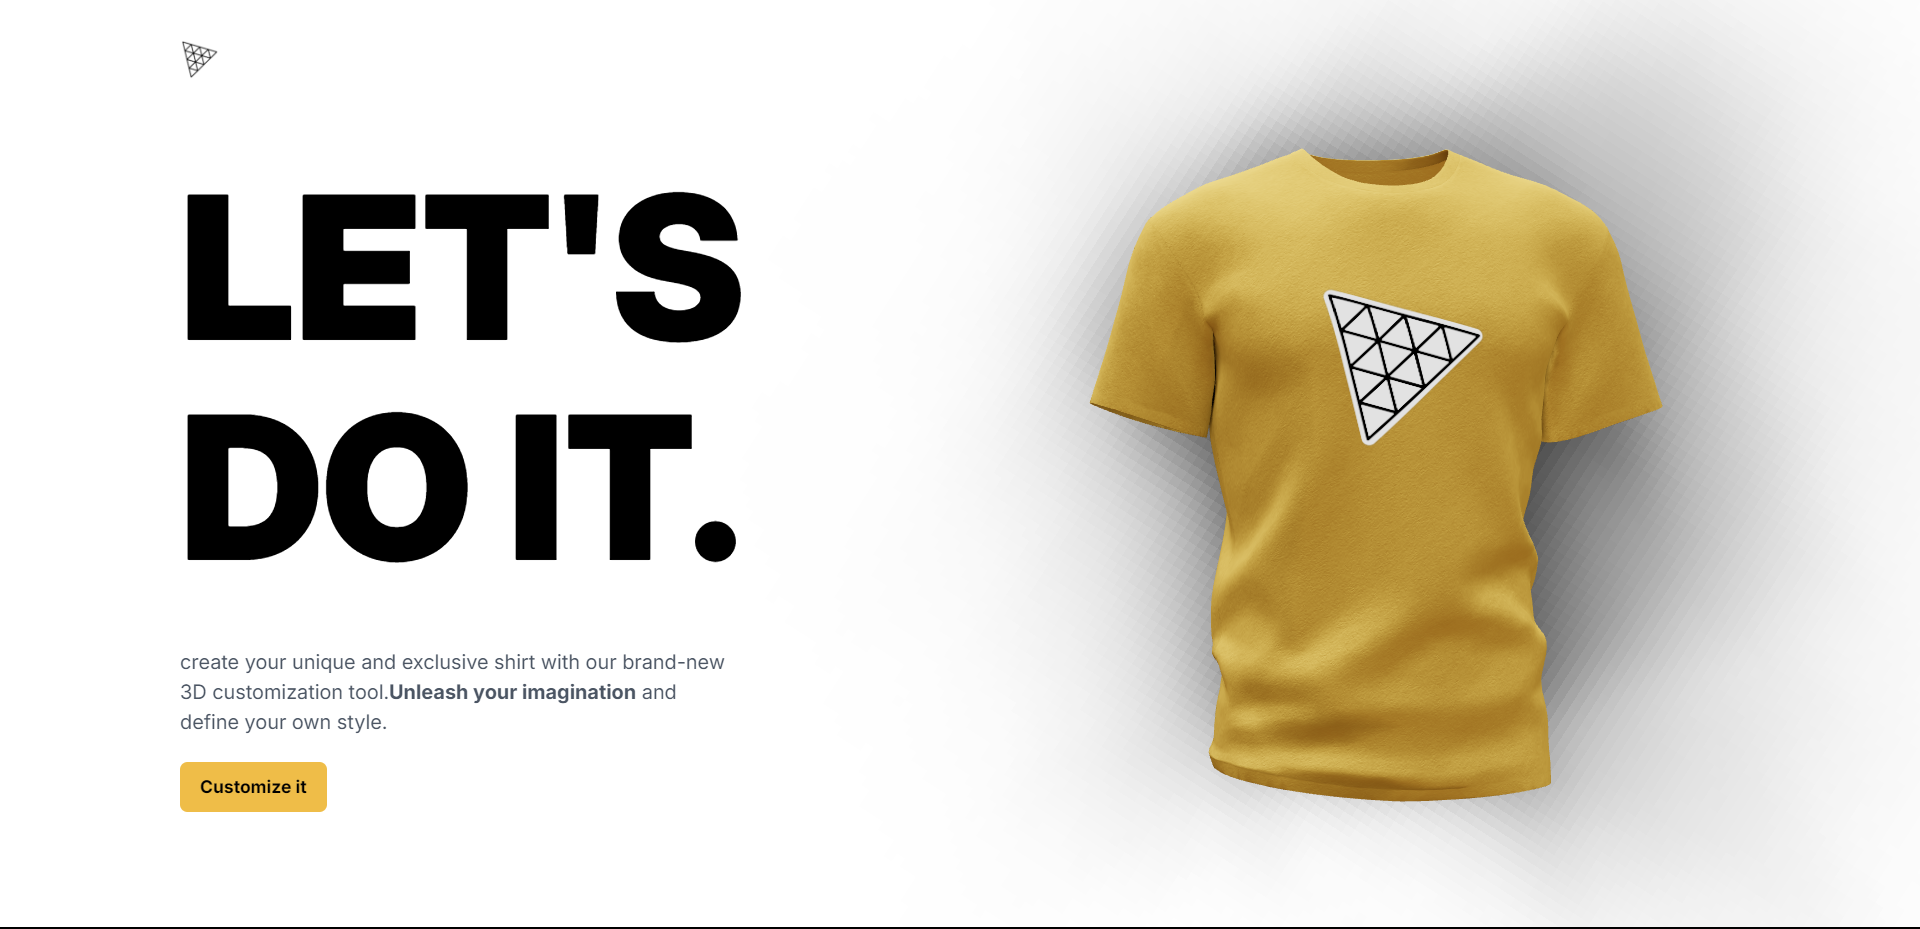 LET'S
DO IT.
create your unique and exclusive shirt with our brand-new
3D customization tool.Unleash your imagination and
define your own style.
Customize it